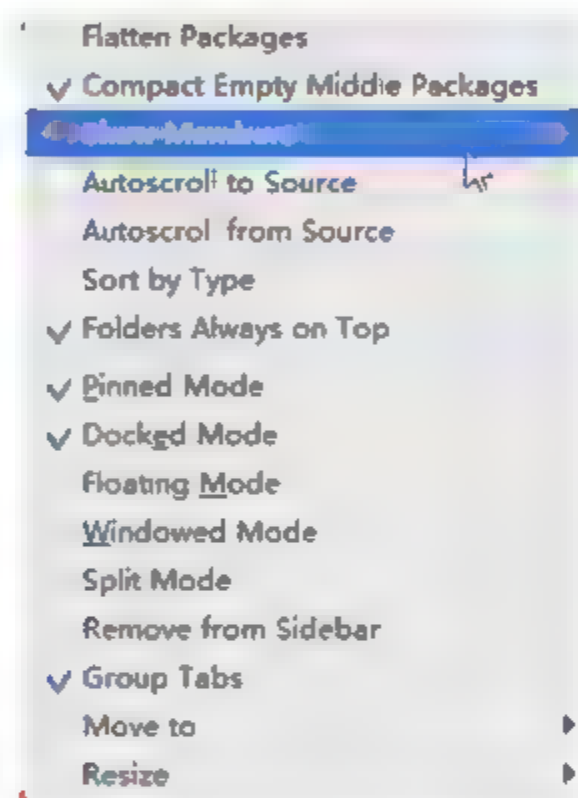 Flatten Packages
Compact Empty Middle Packages
Autoscroll to Source
Autoscroll from Source
Sort by Type
Folders Always on Top
Pinned Mode
Docked Mode
Floating Mode
Windowed Mode
Split Mode
Remove from Sidebar
Group Tabs
Move to
Resize